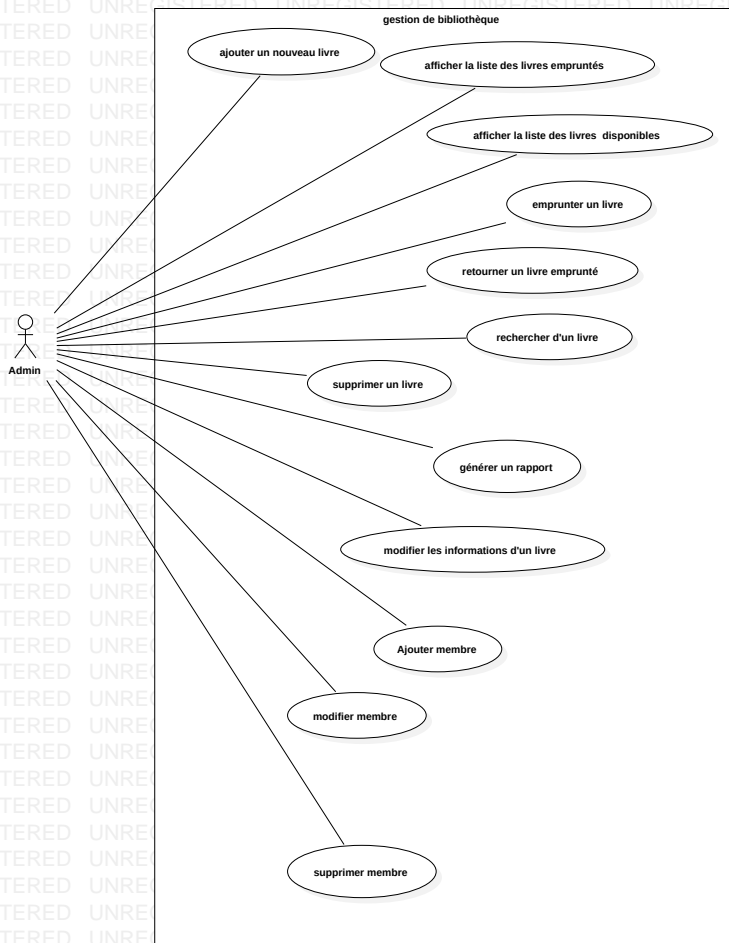 gestion de bibliothèque
ajouter un nouveau livre
afficher la liste des livres empruntés
afficher la liste des livres disponibles
emprunter un livre
retourner un livre emprunté
rechercher d'un livre
Admin
supprimer un livre
générer un rapport
modifier les informations d'un livre
Ajouter membre
modifier membre
supprimer membre